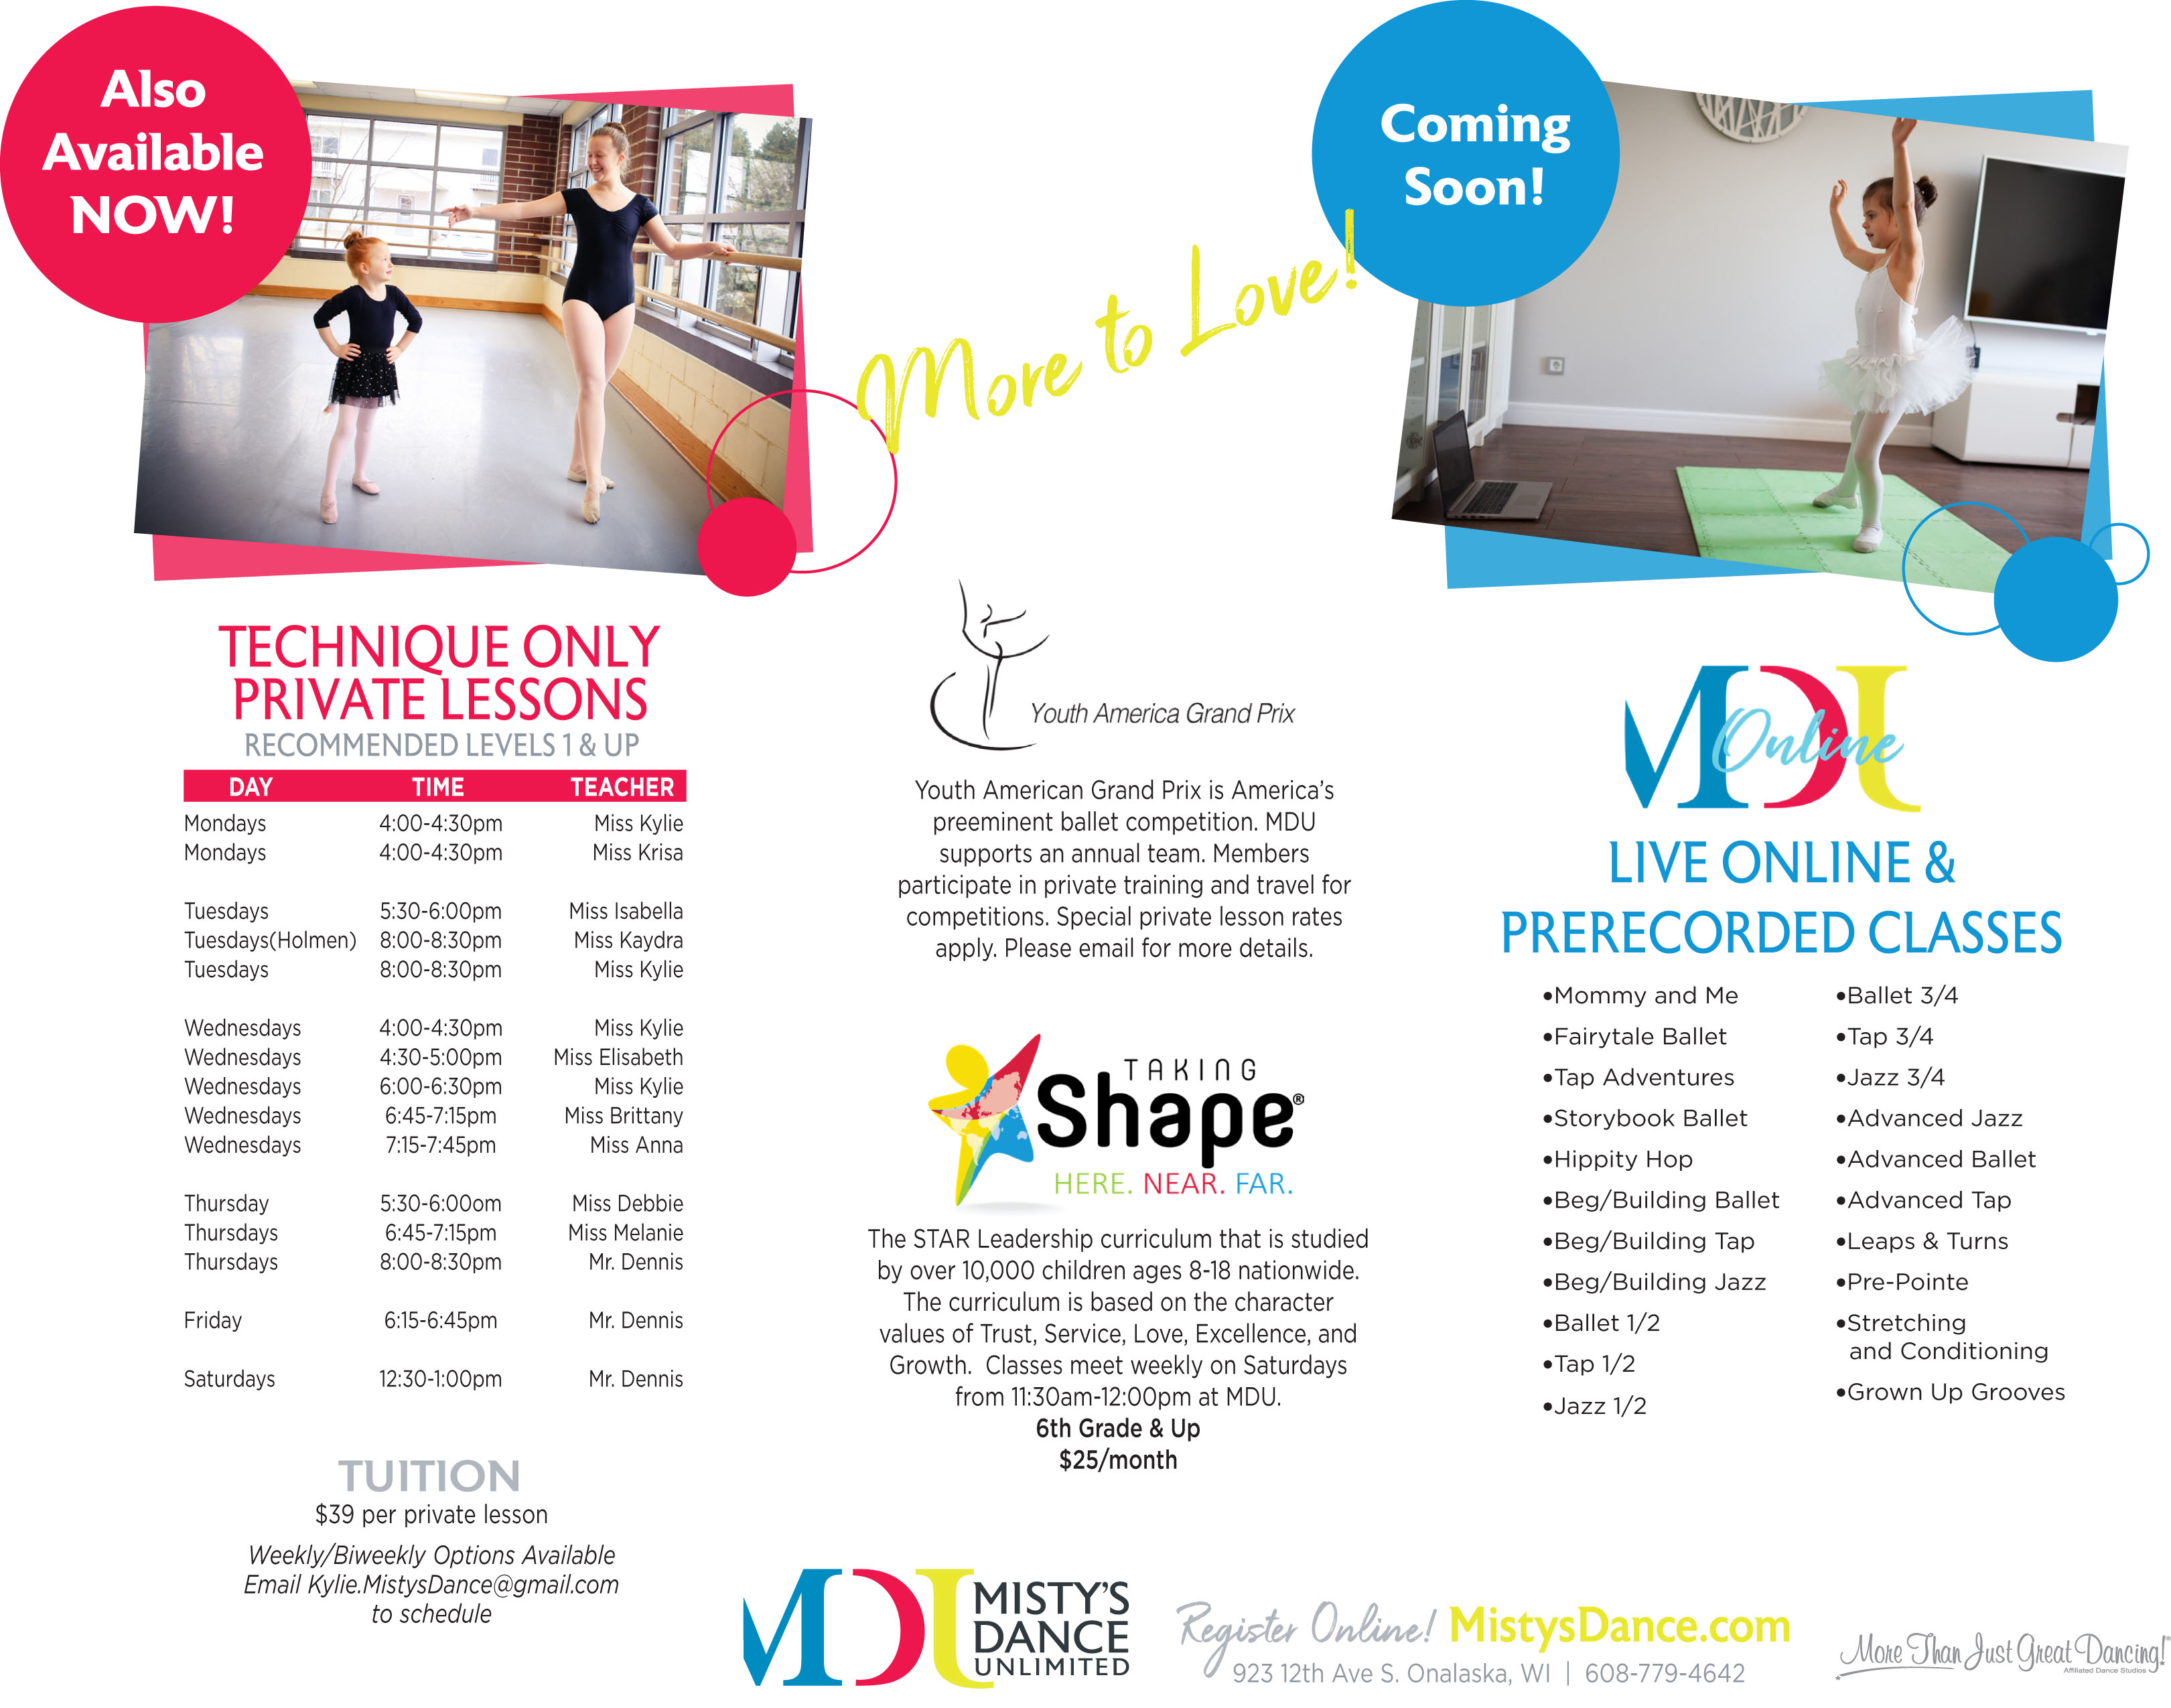 Also
Available
NOW!
More to Love!
Coming
Soon!
TECHNIQUE ONLY
PRIVATE LESSONS
RECOMMENDED LEVELS 1 & UP
DAY TIME TEACHER
Mondays 4:00-4:30pm Miss Kylie
Mondays 4:00-4:30pm Miss Krisa
Tuesdays 5:30-6:00pm Miss Isabella
Tuesdays(Holmen) 8:00-8:30pm Miss Kaydra
Tuesdays 8:00-8:30pm Miss Kylie
Wednesdays 4:00-4:30pm Miss Kylie
Wednesdays 4:30-5:00pm Miss Elisabeth
Wednesdays 6:00-6:30pm Miss Kylie
Wednesdays 6:45-7:15pm Miss Brittany
Wednesdays 7:15-7:45pm Miss Anna
Thursday 5:30-6:00om Miss Debbie
Thursdays 6:45-7:15pm Miss Melanie
Thursdays 8:00-8:30pm Mr. Dennis
Friday 6:15-6:45pm Mr. Dennis
Saturdays 12:30-1:00pm Mr. Dennis
TUITION
$39 per private lesson
Weekly/Biweekly Options Available
Email Kylie.MistysDance@gmail.com
to schedule
Youth America Grand Prix
Youth American Grand Prix is America's
preeminent ballet competition. MDU
supports an annual team. Members
participate in private training and travel for
competitions. Special private lesson rates
apply. Please email for more details.
TAKING
Shape®
HERE. NEAR. FAR.
The STAR Leadership curriculum that is studied
by over 10,000 children ages 8-18 nationwide.
The curriculum is based on the character
values of Trust, Service, Love, Excellence, and
Growth. Classes meet weekly on Saturdays
from 11:30am-12:00pm at MDU.
6th Grade & Up
$25/month
MDU Online
LIVE ONLINE &
PRERECORDED CLASSES
•Mommy and Me
•Fairytale Ballet
•Tap Adventures
•Storybook Ballet
•Hippity Hop
•Beg/Building Ballet
•Beg/Building Tap
•Beg/Building Jazz
•Ballet 1/2
•Tap 1/2
•Jazz 1/2
•Ballet 3/4
•Tap 3/4
•Jazz 3/4
•Advanced Jazz
•Advanced Ballet
•Advanced Tap
•Leaps & Turns
•Pre-Pointe
•Stretching
and Conditioning
•Grown Up Grooves
MDU
MISTY'S
DANCE
UNLIMITED
Register Online! MistysDance.com
923 12th Ave S. Onalaska, WI | 608-779-4642
More Than Just Great Dancing!
Affiliated Dance Studios